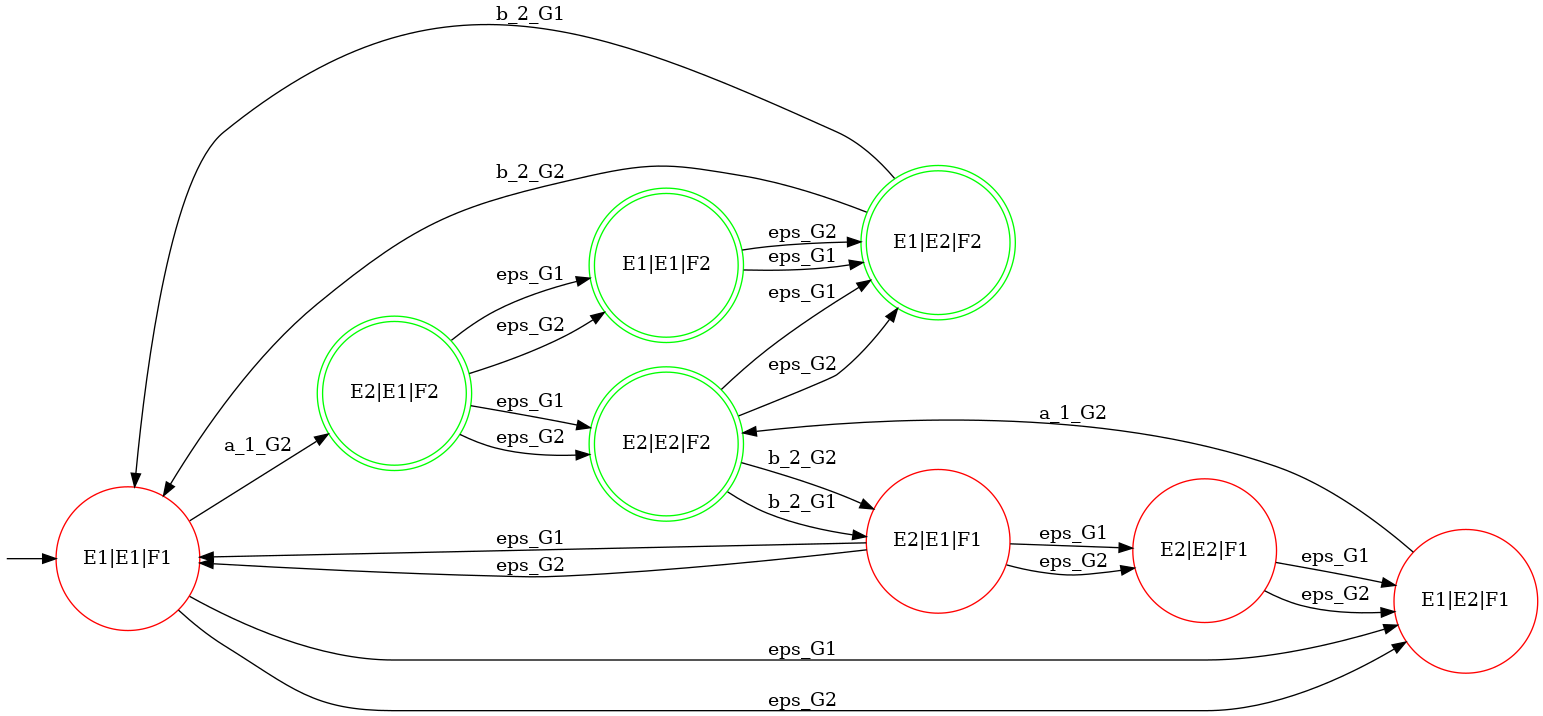 b_2_G1
b_2_G2
E1|E2|F2
eps_G2
eps_G1
E1|E1|F2
eps_G1
eps_G1
eps_G2
eps_G2
E2|E1|F2
eps_G1
a_1_G2
eps_G2
E2|E2|F2
a_1_G2
b_2_G2
b_2_G1
eps_G1
E2|E1|F1
eps_G1
E2|E2|F1
E1|E1|F1
eps_G2
eps_G2
eps_G1
eps_G2
E1|E2|F1
eps_G1
eps_G2